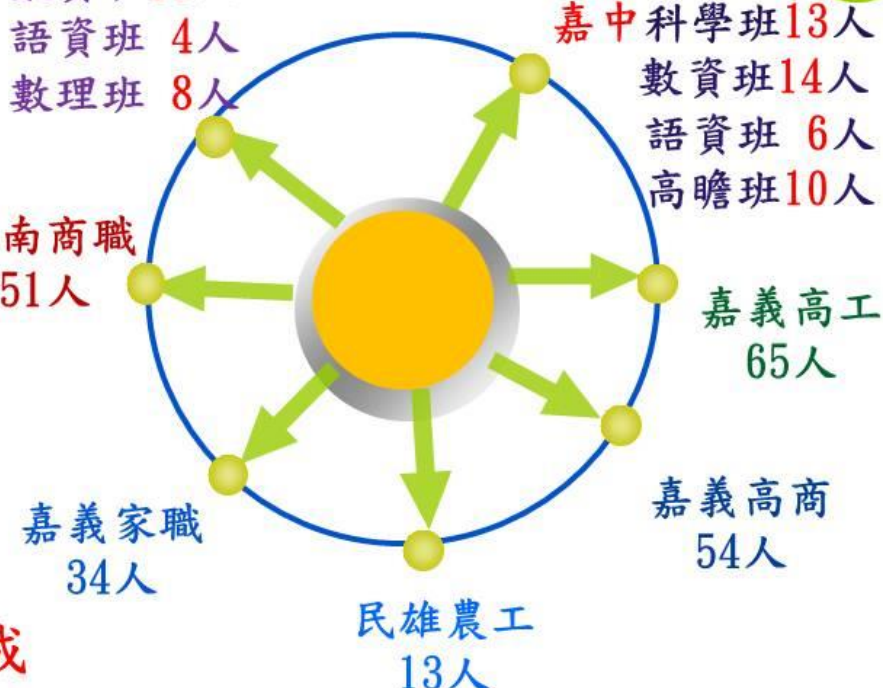 語資班 4人
數理班 8人
嘉中科學班13人
數資班14人
語資班 6人
高瞻班10人
南商職
51人
嘉義高工
65人
嘉義高商
54人
嘉義家職
34人
民雄農工
13人